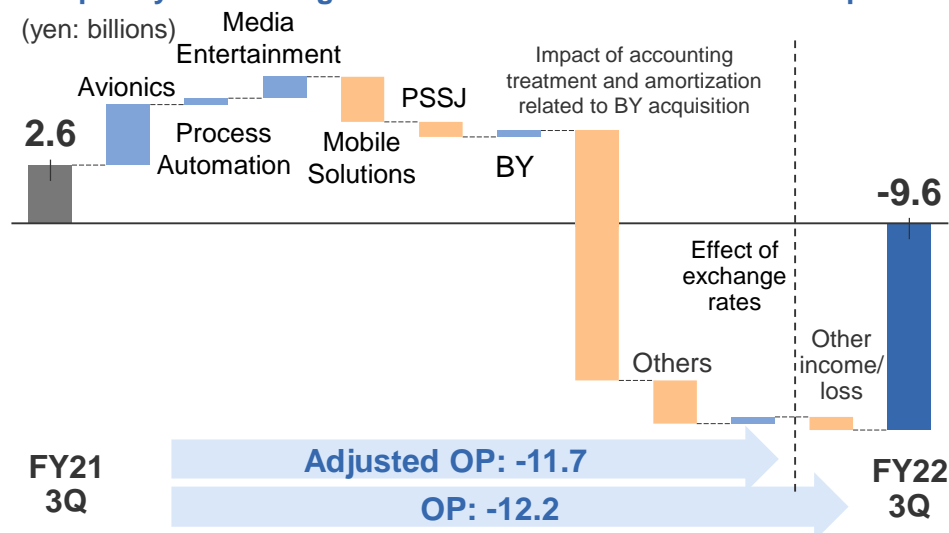 (yen: billions)
Media
Entertainment
Avionics
Process
Automation
2.6
Mobile
Solutions
PSSJ
BY
Impact of accounting
treatment and amortization
related to BY acquisition
-9.6
Effect of
exchange
rates
Others
Other
income/
loss
FY21
3Q
Adjusted OP: -11.7
OP: -12.2
FY22
3Q